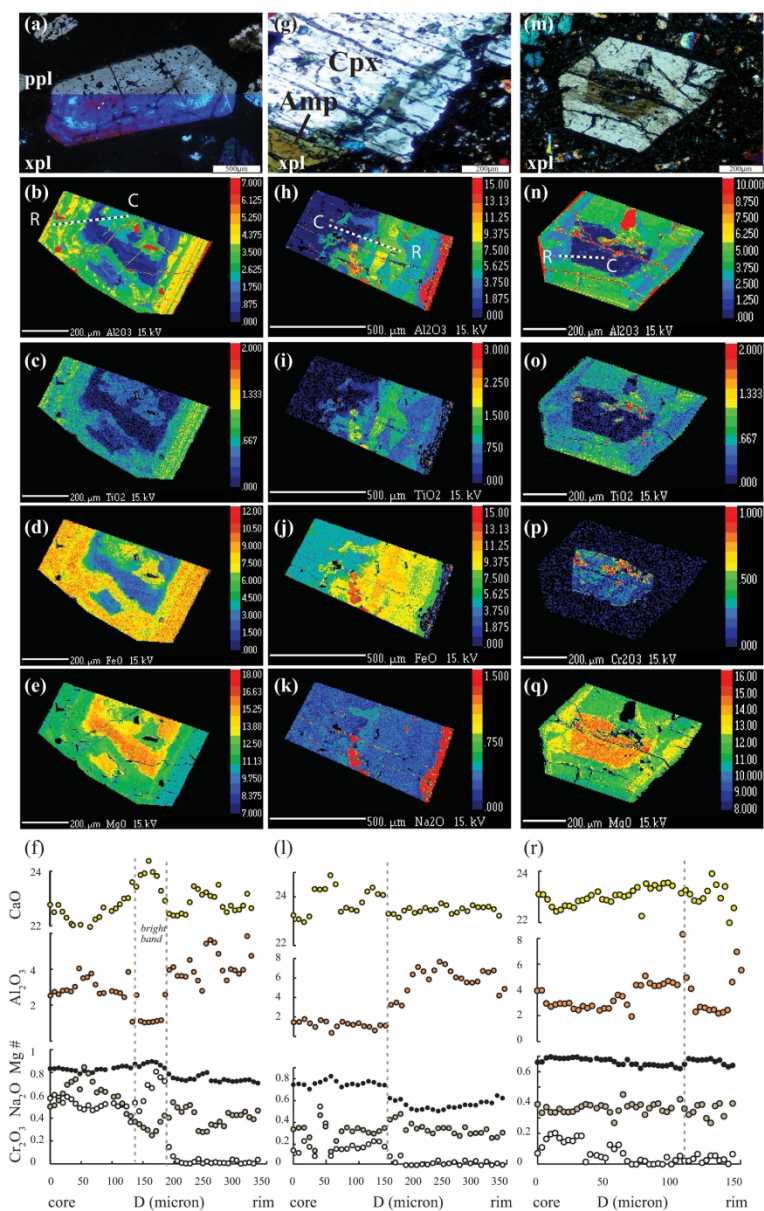 (a)
ppl
xpl
500μm
(g)
Cpx
Amp
xpl
200μm
(m)
xpl
200μm
(b)
C
R
7.000
6.125
5.250
4.375
3.500
2.625
1.750
.975
.000
200. μm Al2O3 15.kV
(h)
C
R
15.00
13.13
11.25
9.375
7.500
5.625
3.750
1.875
.000
500. μm Al2O3 15.kV
(n)
R
C
10.000
8.750
7.500
6.250
5.000
3.750
2.500
1.250
.000
200. μm Al2O3 15.kV
(c)
2.000
1.333
.667
.000
200. μm TiO2 15.kV
(i)
3.000
2.250
1.500
.750
.000
500. μm TiO2 15.kV
(o)
2.000
1.333
.667
.000
200. μm TiO2 15.kV
(d)
12.00
10.50
9.000
7.500
6.000
4.500
3.000
1.500
.000
200. μm FeO 15.kV
(j)
15.00
13.13
11.25
9.375
7.500
5.625
3.750
1.875
.000
500. μm FeO 15.kV
(p)
1.000
500
.000
200. μm Cr2O3 15.kV
(e)
18.00
16.63
15.25
13.88
12.50
11.13
9.750
8.375
7.000
200. μm MgO 15.kV
(k)
1.500
.750
.000
500. μm Na2O 15.kV
(q)
16.00
15.00
14.00
13.00
12.00
11.00
10.000
9.000
8.000
200. μm MgO 15.kV
(f)
CaO
24
22
bright
band
Al2O3
4
2
Mg #
Na2O
Cr2O3
1
0.8
0.6
0.4
0.2
0
0 50 100 150 200 250 300 350
core D (micron) rim
(l)
24
22
8
6
4
2
0.8
0.6
0.4
0.2
0
0 50 100 150 200 250 300 350
core D (micron) rim
(r)
24
22
8
6
4
2
0.8
0.6
0.4
0.2
0
0 50 100 150
core D (micron) rim